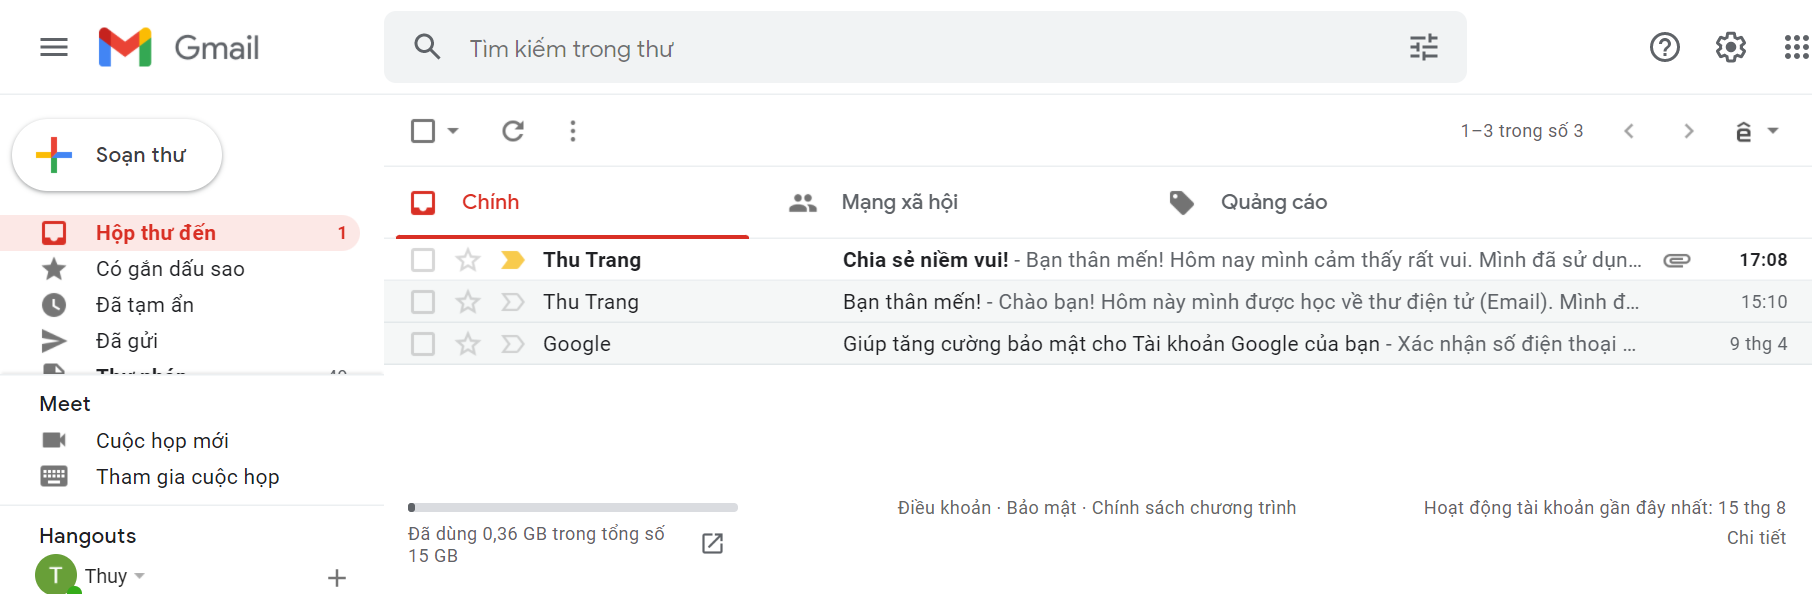 Gmail
Tìm kiếm trong thư
Soạn thư
1–3 trong số 3
ê
Chính
Mạng xã hội
Quảng cáo
Hộp thư đến 1
Có gắn dấu sao
Đã tạm ẩn
Đã gửi
Thu Trang Chia sẻ niềm vui! - Bạn thân mến! Hôm nay mình cảm thấy rất vui. Mình đã sử dụn... 17:08
Thu Trang Bạn thân mến! - Chào bạn! Hôm này mình được học về thư điện tử (Email). Mình đ... 15:10
Google Giúp tăng cường bảo mật cho Tài khoản Google của bạn - Xác nhận số điện thoại ... 9 thg 4
Meet
Cuộc họp mới
Tham gia cuộc họp
Hangouts
T Thuy
Đã dùng 0,36 GB trong tổng số
15 GB
Điều khoản · Bảo mật · Chính sách chương trình
Hoạt động tài khoản gần đây nhất: 15 thg 8
Chi tiết